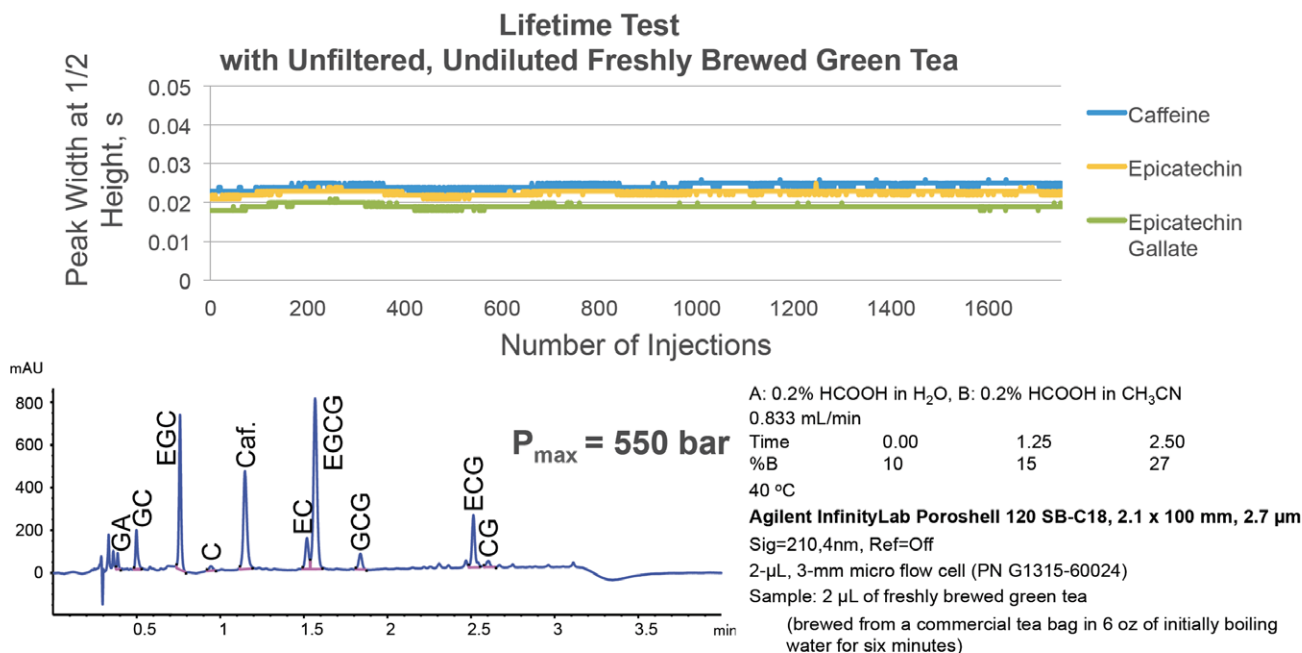 Lifetime Test
with Unfiltered, Undiluted Freshly Brewed Green Tea
Peak Width at 1/2
Height, s
0.05
0.04
0.03
0.02
0.01
0
0 200 400 600 800 1000 1200 1400 1600
Number of Injections
Caffeine
Epicatechin
Epicatechin
Gallate
mAU
800
600
400
200
0
GA
GC
EGC
C
Caf.
EC
EGCG
GCG
ECG
CG
0.5 1 1.5 2 2.5 3 3.5 min
Pmax = 550 bar
A: 0.2% HCOOH in H2O, B: 0.2% HCOOH in CH3CN
0.833 mL/min
Time 0.00 1.25 2.50
%B 10 15 27
40 ºC
Agilent InfinityLab Poroshell 120 SB-C18, 2.1 x 100 mm, 2.7 µm
Sig=210,4nm, Ref=Off
2-µL, 3-mm micro flow cell (PN G1315-60024)
Sample: 2 µL of freshly brewed green tea
(brewed from a commercial tea bag in 6 oz of initially boiling
water for six minutes)